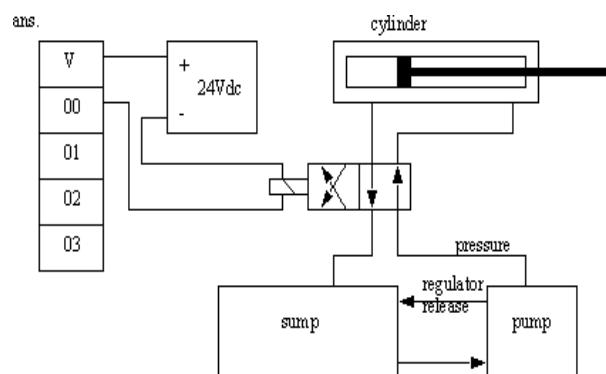 ans.
cylinder
V
+
24Vdc
-
00
01
02
03
pressure
regulator
release
sump
pump